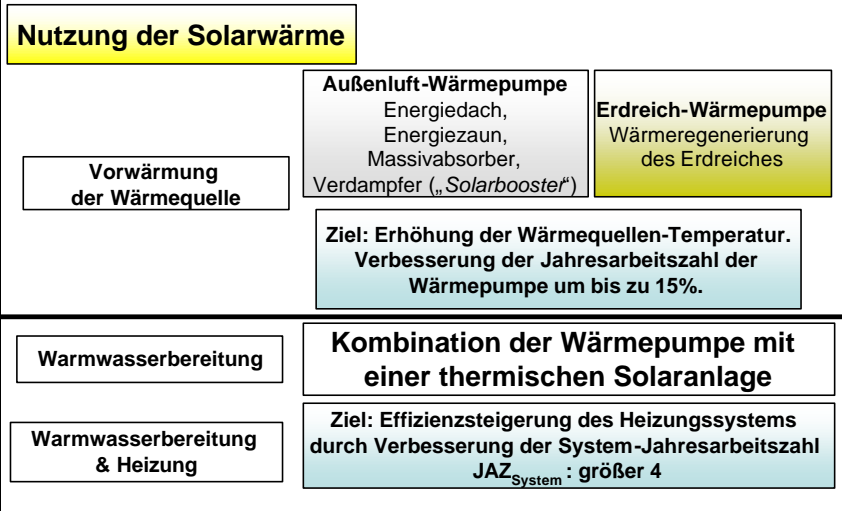 Nutzung der Solarwärme
Außenluft-Wärmepumpe
Energiedach,
Energiezaun,
Massivabsorber,
Verdampfer („Solarbooster“)
Erdreich-Wärmepumpe
Wärmeregenerierung
des Erdreiches
Vorwärmung
der Wärmequelle
Ziel: Erhöhung der Wärmequellen-Temperatur.
Verbesserung der Jahresarbeitszahl der
Wärmepumpe um bis zu 15%.
Warmwasserbereitung
Kombination der Wärmepumpe mit
einer thermischen Solaranlage
Warmwasserbereitung
& Heizung
Ziel: Effizienzsteigerung des Heizungssystems
durch Verbesserung der System-Jahresarbeitszahl
JAZSystem : größer 4